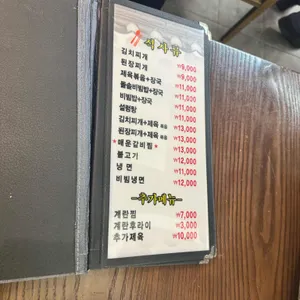 식사류
김치찌개 ₩8,000
된장찌개 ₩9,000
제육볶음+장국 ₩11,000
돌솥비빔밥+장국 ₩11,000
비빔밥+장국 ₩11,000
설렁탕 ₩11,000
김치찌개+제육 ₩13,000
된장찌개+제육 ₩13,000
*매운갈비찜* ₩13,000
불고기 ₩13,000
냉면 ₩11,000
비빔냉면 ₩12,000
-추가메뉴-
계란찜 ₩7,000
계란후라이 ₩3,000
추가제육 ₩10,000